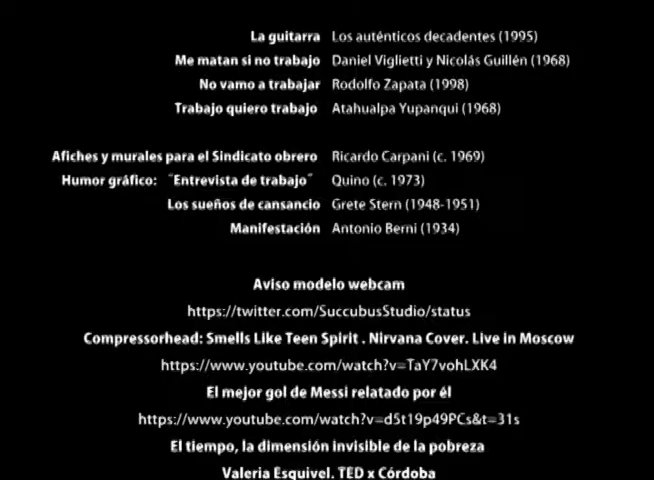 La guitarra Los auténticos decadentes (1995)
Me matan si no trabajo Daniel Viglietti y Nicolás Guillén (1968)
No vamo a trabajar Rodolfo Zapata (1998)
Trabajo quiero trabajo Atahualpa Yupanqui (1968)
Afiches y murales para el Sindicato obrero Ricardo Carpani (c. 1969)
Humor gráfico: "Entrevista de trabajo" Quino (c. 1973)
Los sueños de cansancio Grete Stern (1948-1951)
Manifestación Antonio Berni (1934)
Aviso modelo webcam
https://twitter.com/SuccubusStudio/status
Compressorhead: Smells Like Teen Spirit . Nirvana Cover. Live in Moscow
https://www.youtube.com/watch?v=TaY7vohLXK4
El mejor gol de Messi relatado por él
https://www.youtube.com/watch?v=d5t19p49PCs&t=31s
El tiempo, la dimensión invisible de la pobreza
Valeria Esquivel. TED x Córdoba